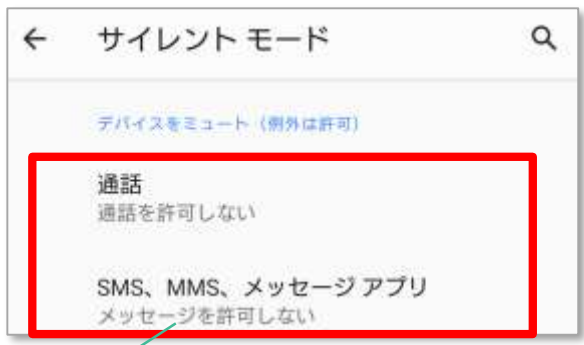 サイレント モード
デバイスをミュート（例外は許可）
通話
通話を許可しない
SMS、MMS、メッセージ アプリ
メッセージを許可しない